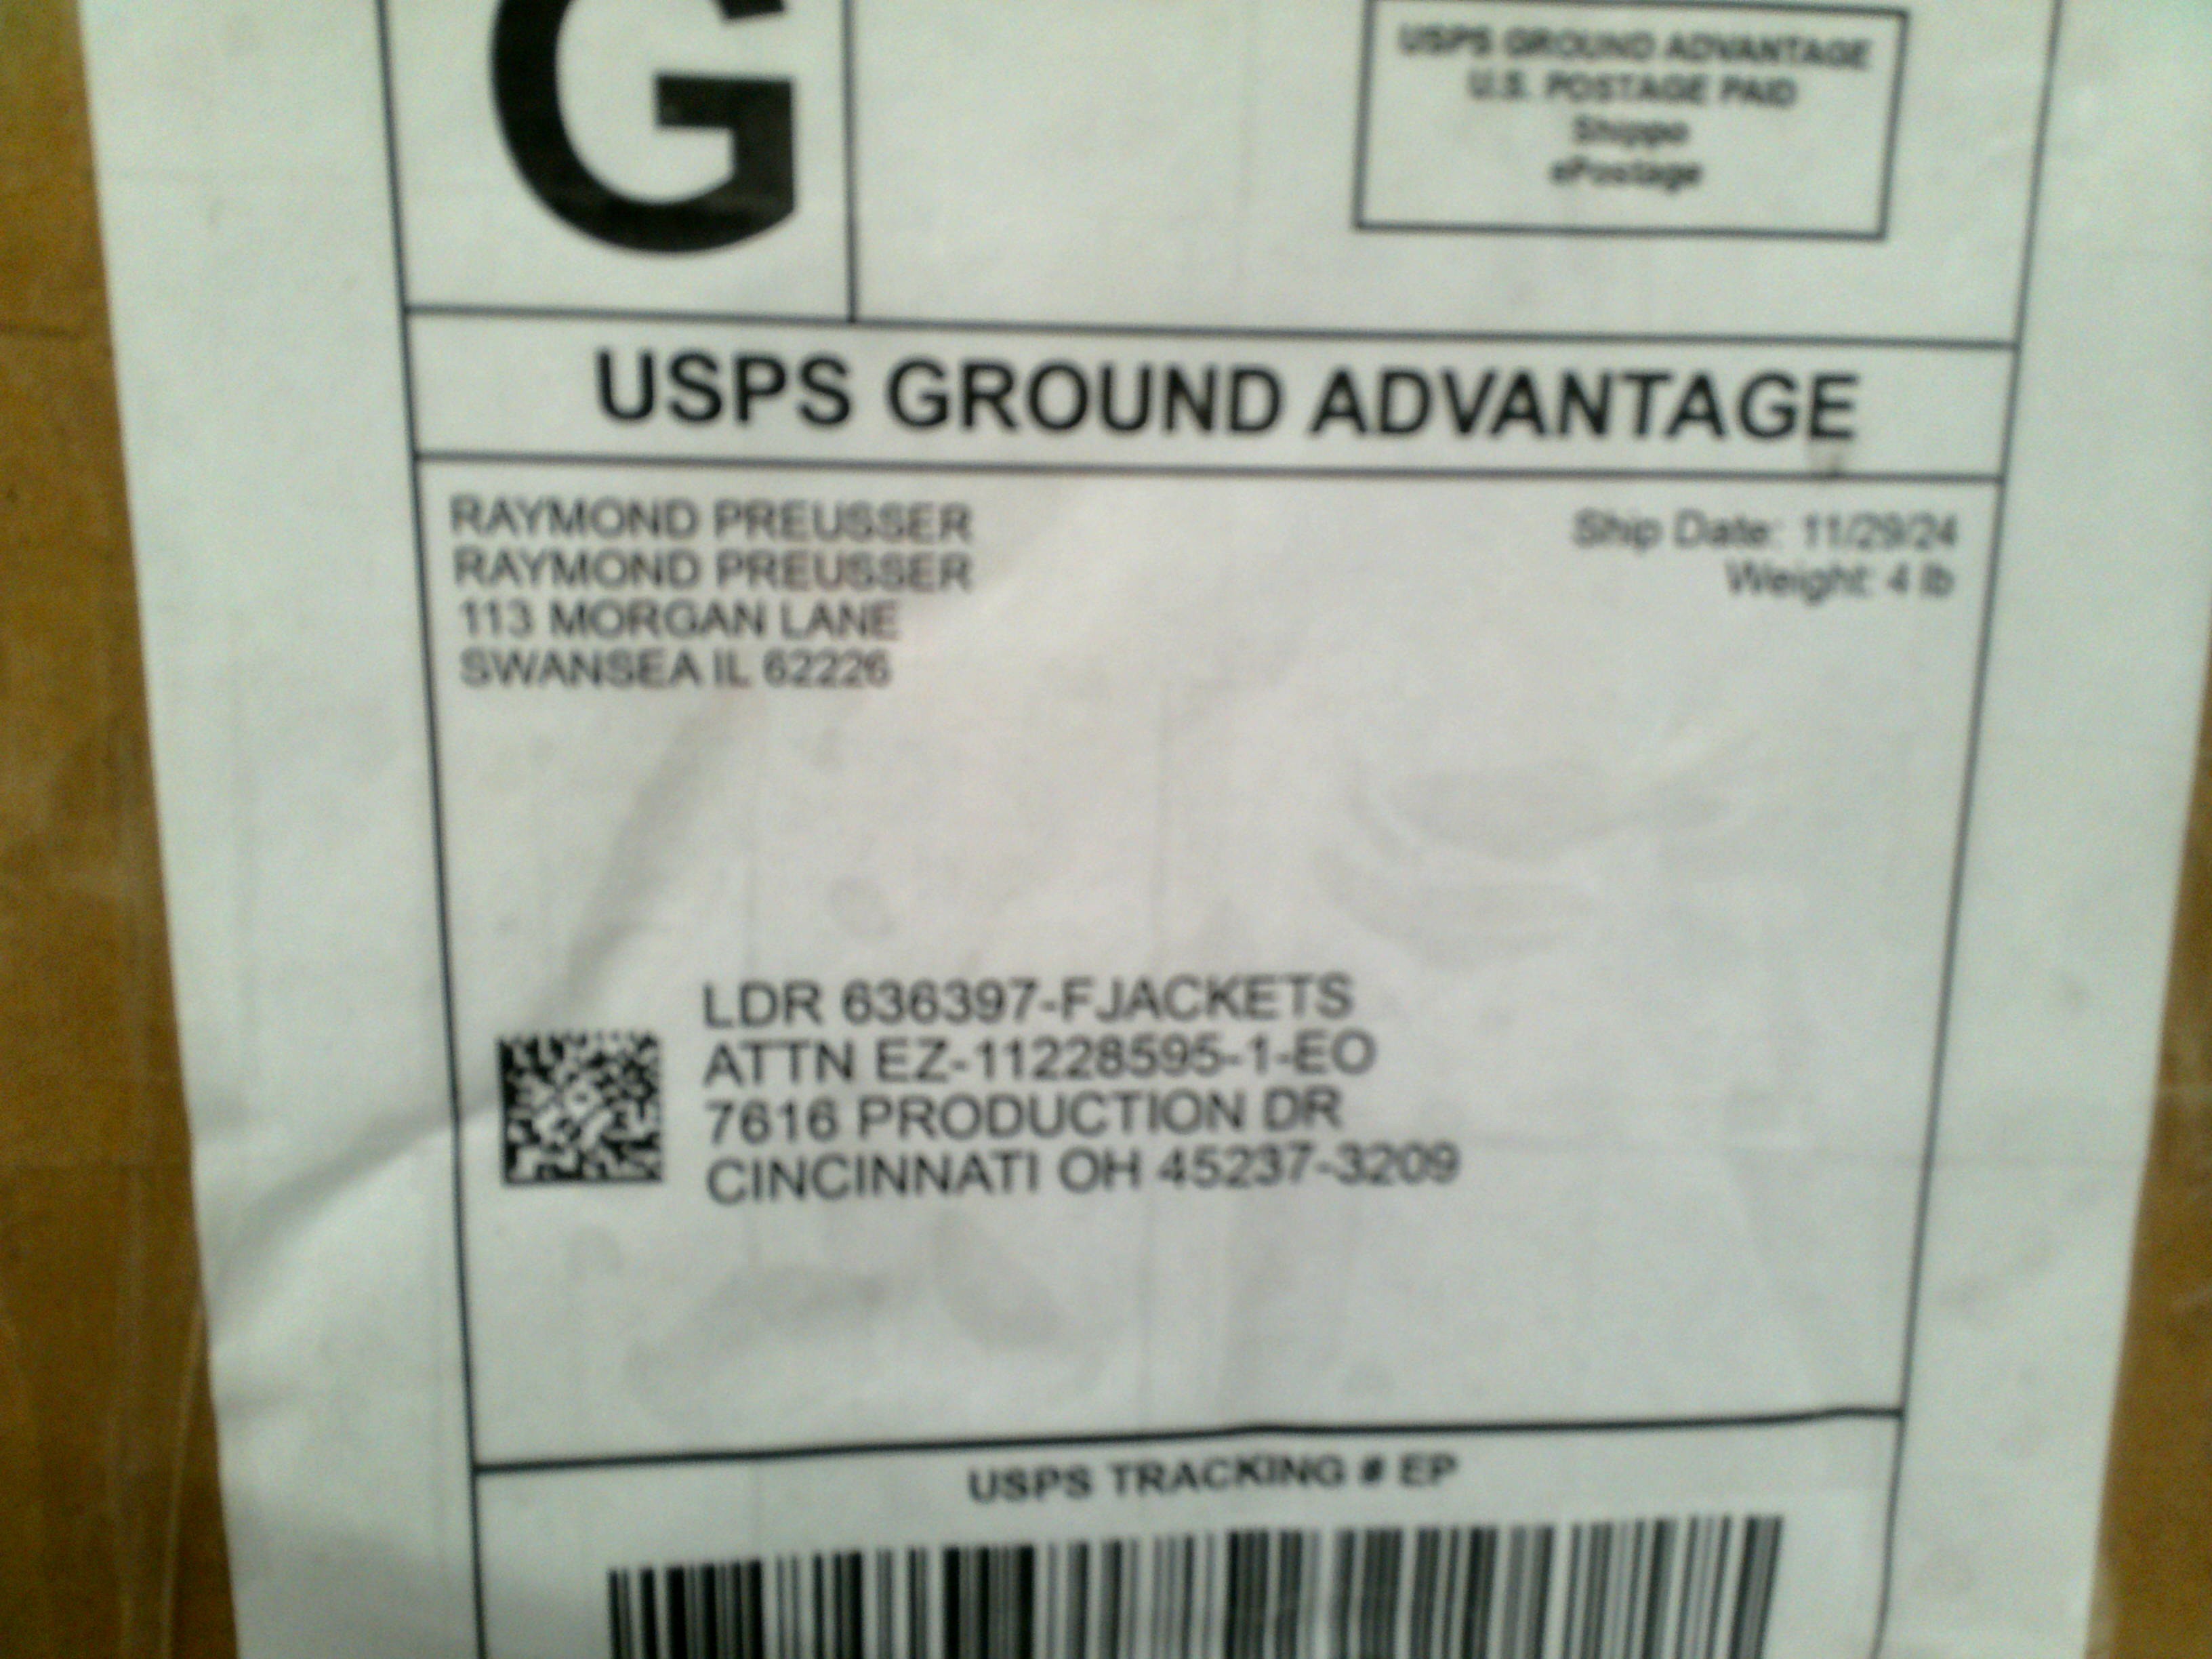 G
USPS GROUND ADVANTAGE
U.S. POSTAGE PAID
Shippo
ePostage
USPS GROUND ADVANTAGE
RAYMOND PREUSSER
RAYMOND PREUSSER
113 MORGAN LANE
SWANSEA IL 62226
Ship Date: 11/29/24
Weight: 4 lb
LDR 636397-FJACKETS
ATTN EZ-11228595-1-EO
7616 PRODUCTION DR
CINCINNATI OH 45237-3209
USPS TRACKING # EP